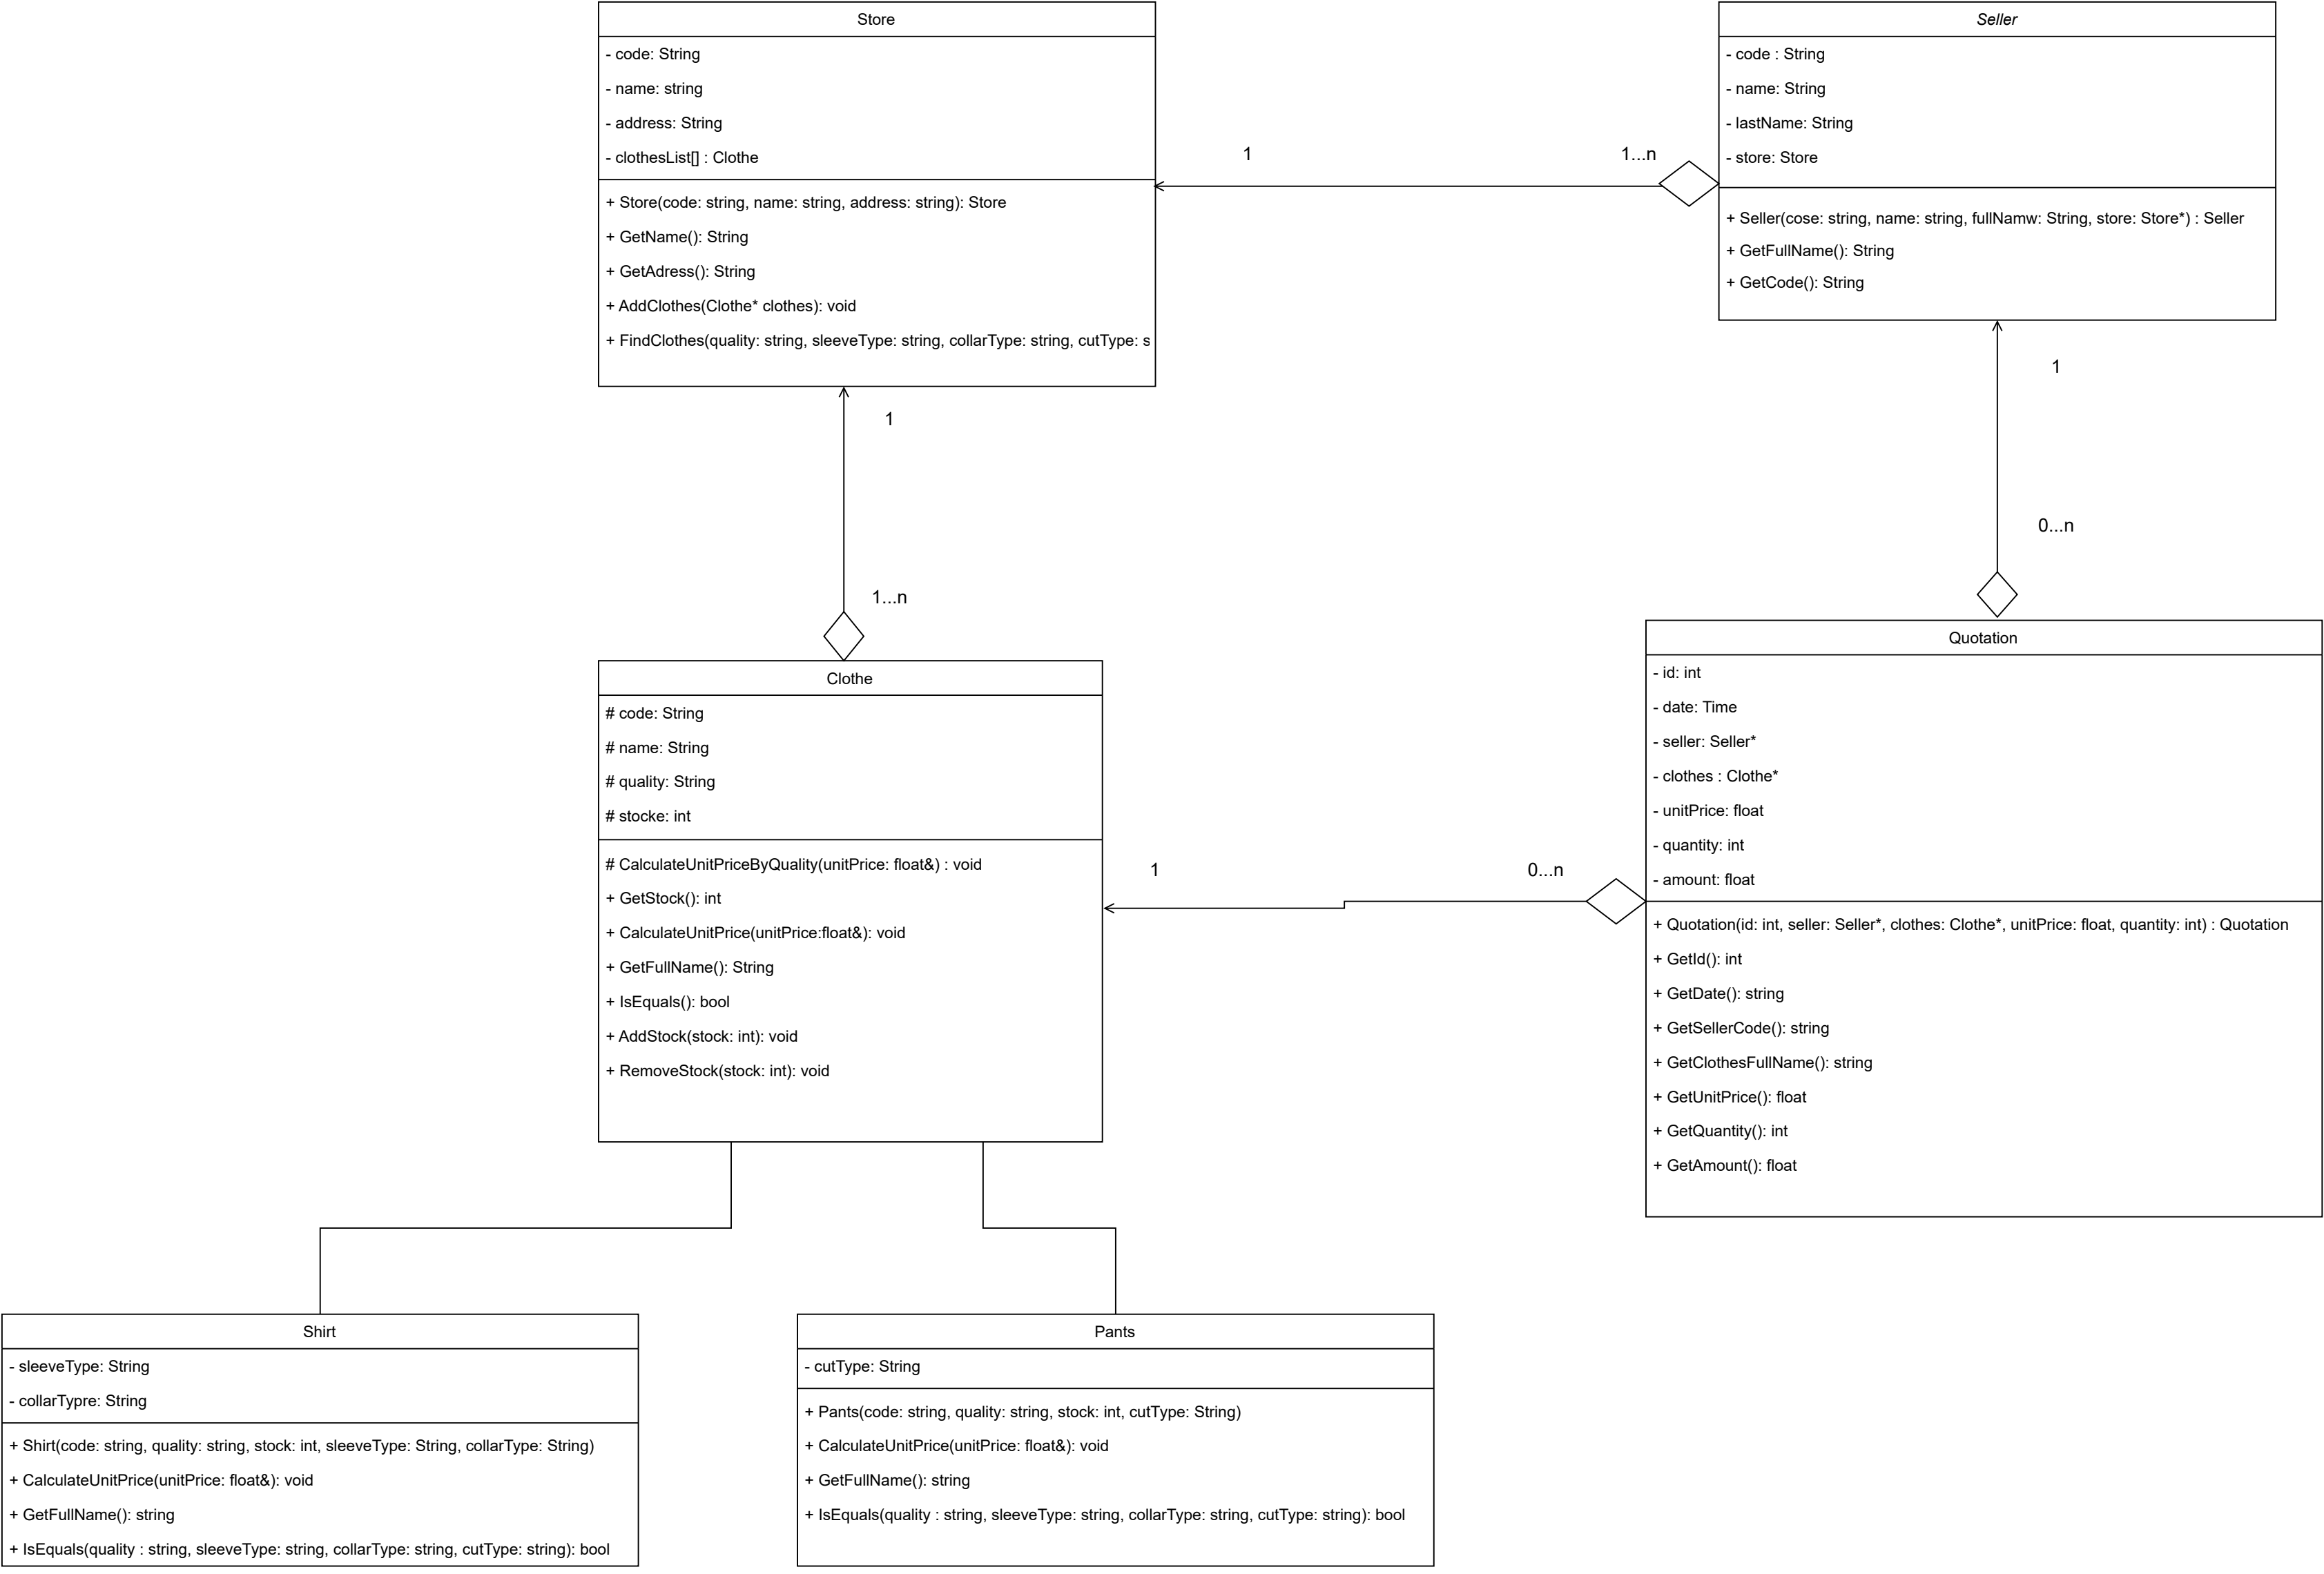 Store
- code: String
- name: string
- address: String
- clothesList[] : Clothe
+ Store(code: string, name: string, address: string): Store
+ GetName(): String
+ GetAdress(): String
+ AddClothes(Clothe* clothes): void
+ FindClothes(quality: string, sleeveType: string, collarType: string, cutType: s
1
1...n
Seller
- code : String
- name: String
- lastName: String
- store: Store
+ Seller(cose: string, name: string, fullNamw: String, store: Store*) : Seller
+ GetFullName(): String
+ GetCode(): String
1
1...n
1
0...n
Clothe
# code: String
# name: String
# quality: String
# stocke: int
# CalculateUnitPriceByQuality(unitPrice: float&) : void
+ GetStock(): int
+ CalculateUnitPrice(unitPrice:float&): void
+ GetFullName(): String
+ IsEquals(): bool
+ AddStock(stock: int): void
+ RemoveStock(stock: int): void
1
0...n
Quotation
- id: int
- date: Time
- seller: Seller*
- clothes : Clothe*
- unitPrice: float
- quantity: int
- amount: float
+ Quotation(id: int, seller: Seller*, clothes: Clothe*, unitPrice: float, quantity: int) : Quotation
+ GetId(): int
+ GetDate(): string
+ GetSellerCode(): string
+ GetClothesFullName(): string
+ GetUnitPrice(): float
+ GetQuantity(): int
+ GetAmount(): float
Shirt
- sleeveType: String
- collarTypre: String
+ Shirt(code: string, quality: string, stock: int, sleeveType: String, collarType: String)
+ CalculateUnitPrice(unitPrice: float&): void
+ GetFullName(): string
+ IsEquals(quality : string, sleeveType: string, collarType: string, cutType: string): bool
Pants
- cutType: String
+ Pants(code: string, quality: string, stock: int, cutType: String)
+ CalculateUnitPrice(unitPrice: float&): void
+ GetFullName(): string
+ IsEquals(quality : string, sleeveType: string, collarType: string, cutType: string): bool